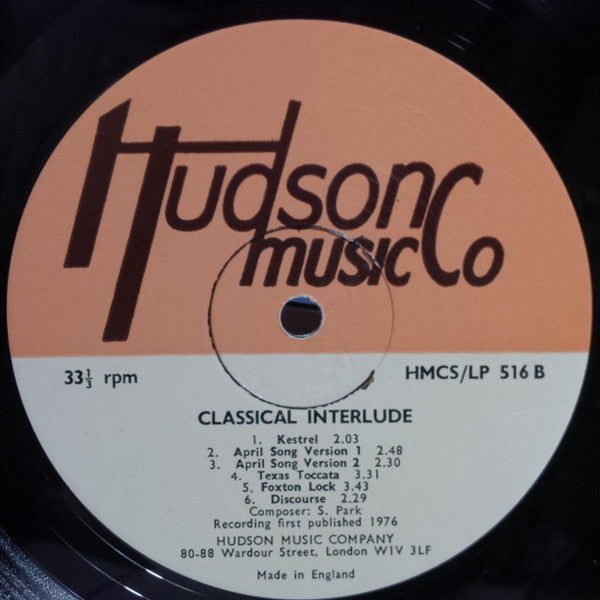 Hudson
music Co
33⅓ rpm
HMCS/LP 516 B
CLASSICAL INTERLUDE
1. Kestrel 2.03
2. April Song Version 1 2.48
3. April Song Version 2 2.30
4. Texas Toccata 3.31
5. Foxton Lock 3.43
6. Discourse 2.29
Composer: S. Park
Recording first published 1976
HUDSON MUSIC COMPANY
80-88 Wardour Street, London W1V 3LF
Made in England